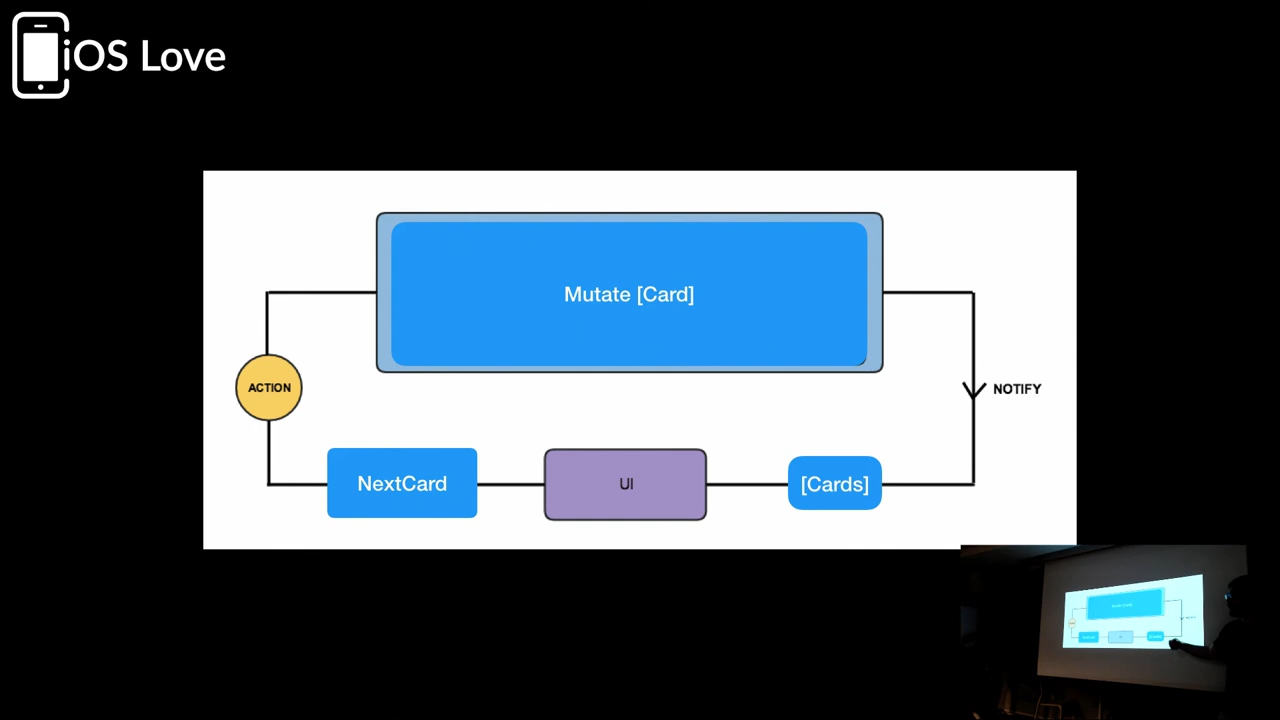 iOS Love
Mutate [Card]
ACTION
NOTIFY
NextCard
UI
[Cards]